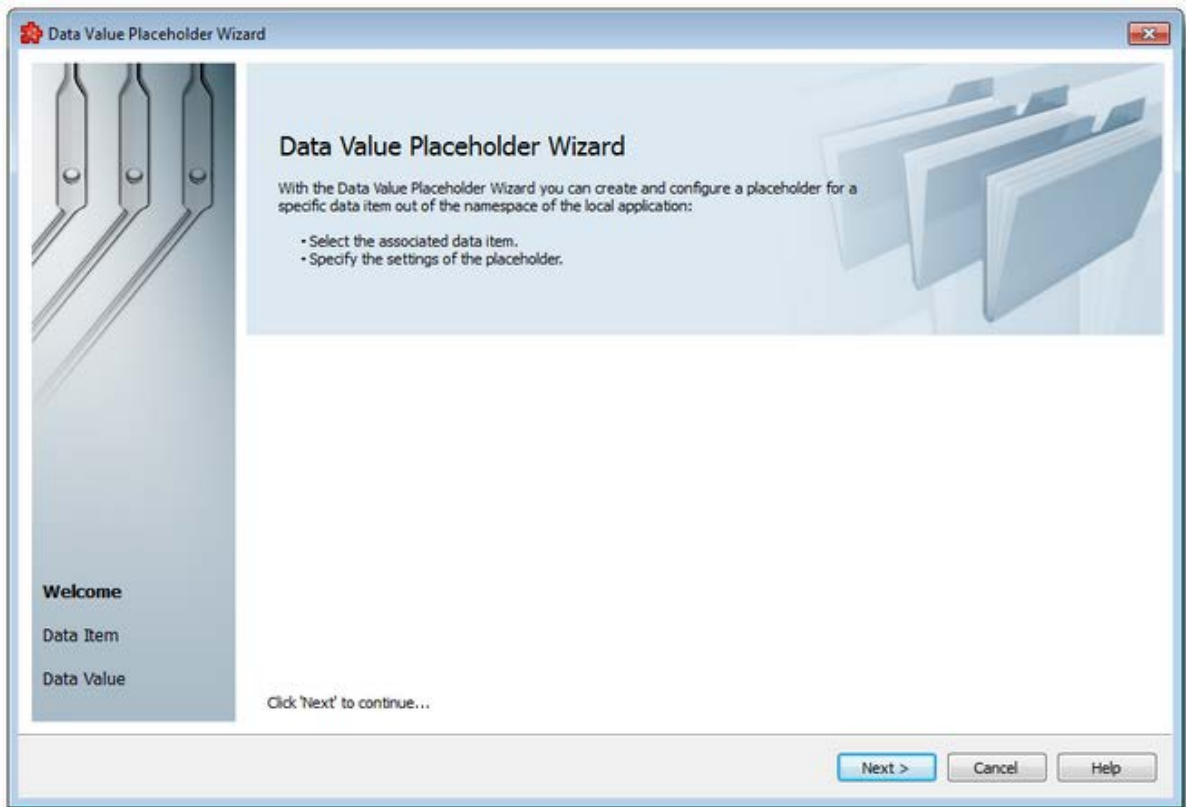 Data Value Placeholder Wizard
Data Value Placeholder Wizard
With the Data Value Placeholder Wizard you can create and configure a placeholder for a
specific data item out of the namespace of the local application:
• Select the associated data item.
• Specify the settings of the placeholder.
Welcome
Data Item
Data Value
Click 'Next' to continue...
Next >
Cancel
Help